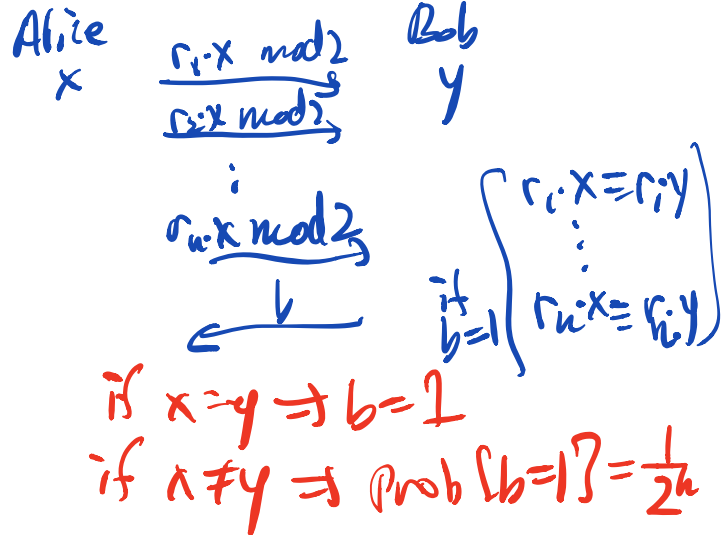 Alice
x
r₁·x mod 2
r₂·x mod 2
⋮
rₙ·x mod 2
b
Bob
y
if b=1
r₁·x ≡ r₁·y
⋮
rₙ·x ≡ rₙ·y
if x=y ⇒ b=1
if x≠y ⇒ prob[b=1] = 1/2ⁿ